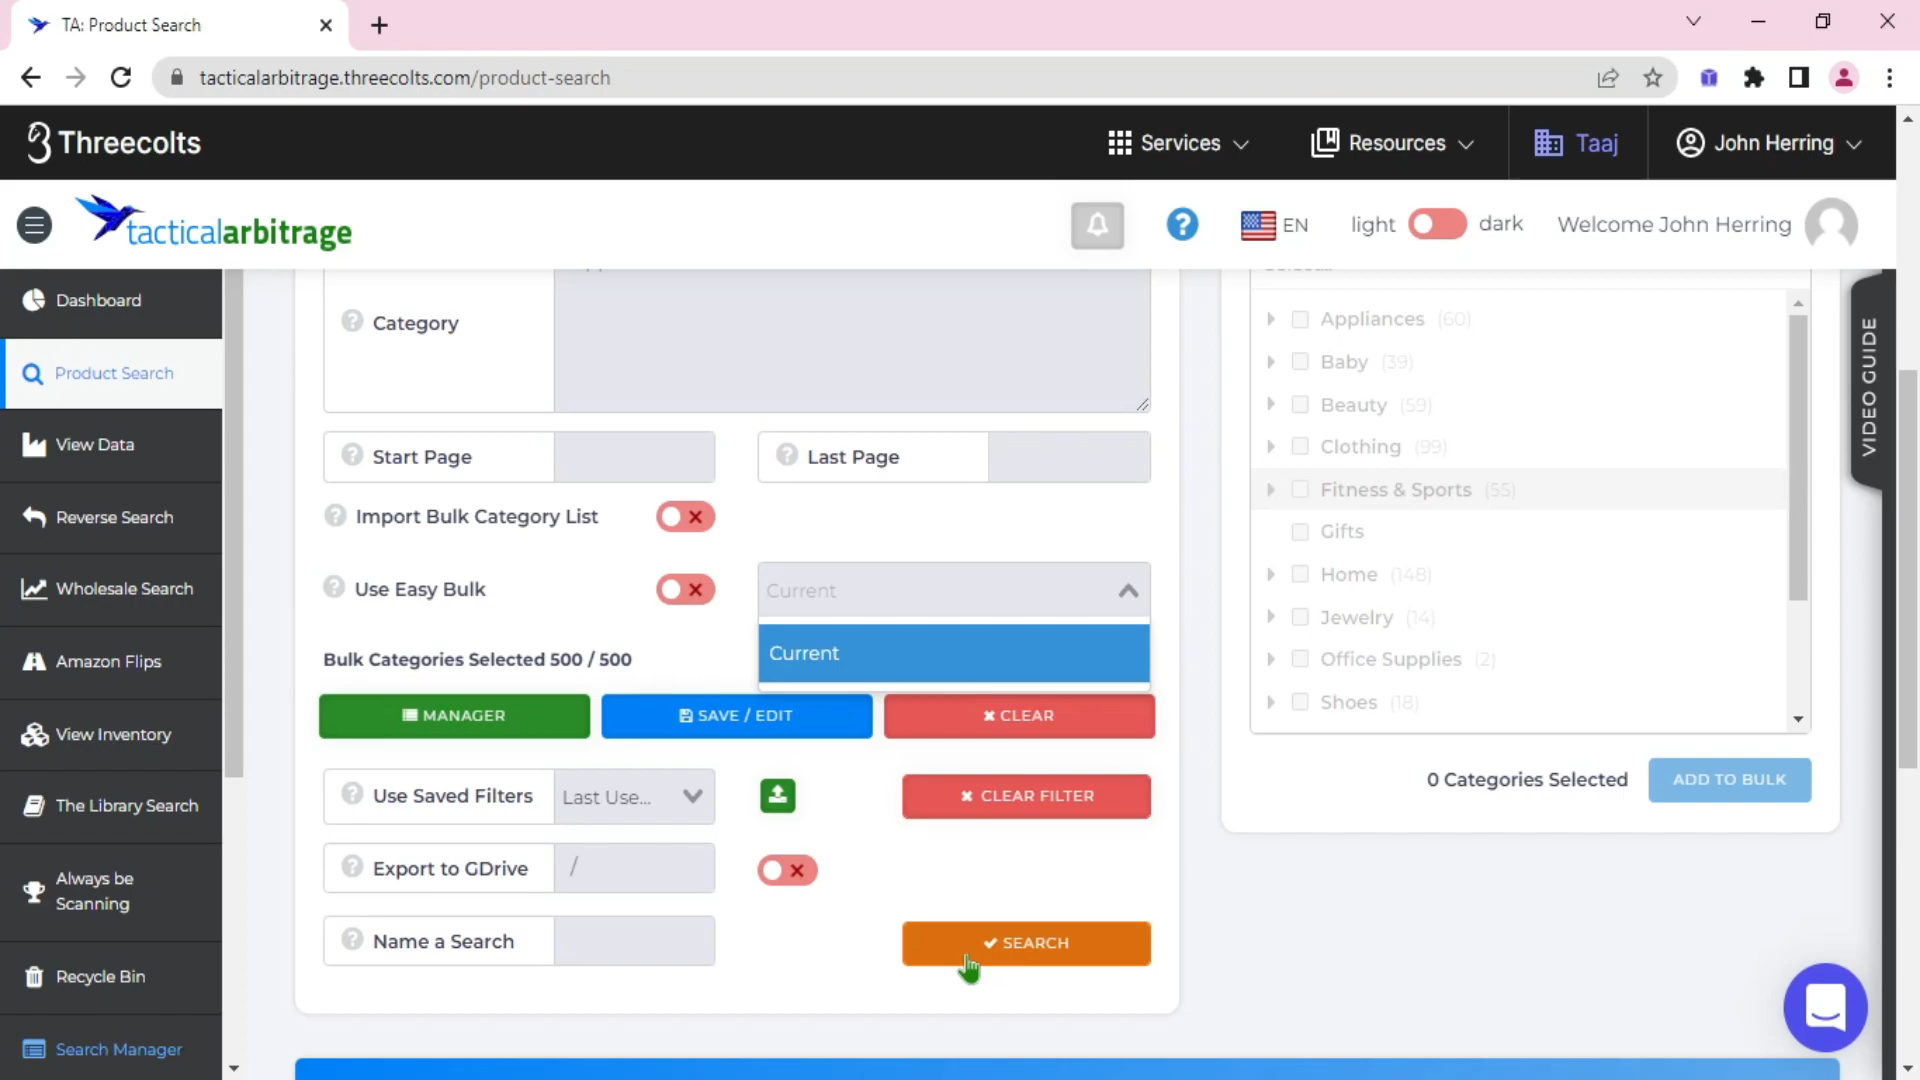 TA: Product Search
tacticalarbitrage.threecolts.com/product-search
Threecolts
Services
Resources
Taaj
John Herring
tacticalarbitrage
EN
light
dark
Welcome John Herring
Dashboard
Product Search
View Data
Reverse Search
Wholesale Search
Amazon Flips
View Inventory
The Library Search
Always be
Scanning
Recycle Bin
Search Manager
Category
Start Page
Last Page
Import Bulk Category List
Use Easy Bulk
Current
Current
Bulk Categories Selected 500 / 500
MANAGER
SAVE / EDIT
CLEAR
Use Saved Filters
Last Use...
CLEAR FILTER
Export to GDrive
/
Name a Search
SEARCH
Appliances (60)
Baby (39)
Beauty (59)
Clothing (99)
Fitness & Sports (55)
Gifts
Home (148)
Jewelry (14)
Office Supplies (2)
Shoes (18)
0 Categories Selected
ADD TO BULK
VIDEO GUIDE